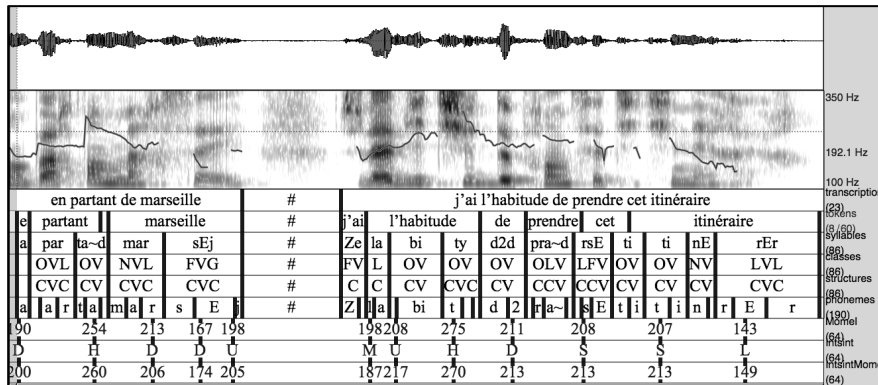 350 Hz
192.1 Hz
100 Hz
en partant de marseille # j'ai l'habitude de prendre cet itinéraire transcription (23)
e partant marseille # j'ai l'habitude de prendre cet itinéraire tokens (8/60)
a par ta~d mar sEj # Ze la bi ty d2d pra~d rsE ti ti nE rEr syllables (86)
OVL OV NVL FVG # FV L OV OV OV OLV LFV OV OV NV LVL classes (86)
CVC CV CVC CVC # C C CV CVC CV CCV CCV CV CV CV CVC structures (86)
a a r t a m a r s E j # Z l a bi t d 2 r a~ s E t i t i n r E r phonemes (190)
190 254 213 167 198 198 208 275 211 208 207 143 Momel (64)
D H D D U M U H D S S L Intsint (64)
200 260 206 174 205 187 217 270 213 213 213 149 IntsintMome (64)